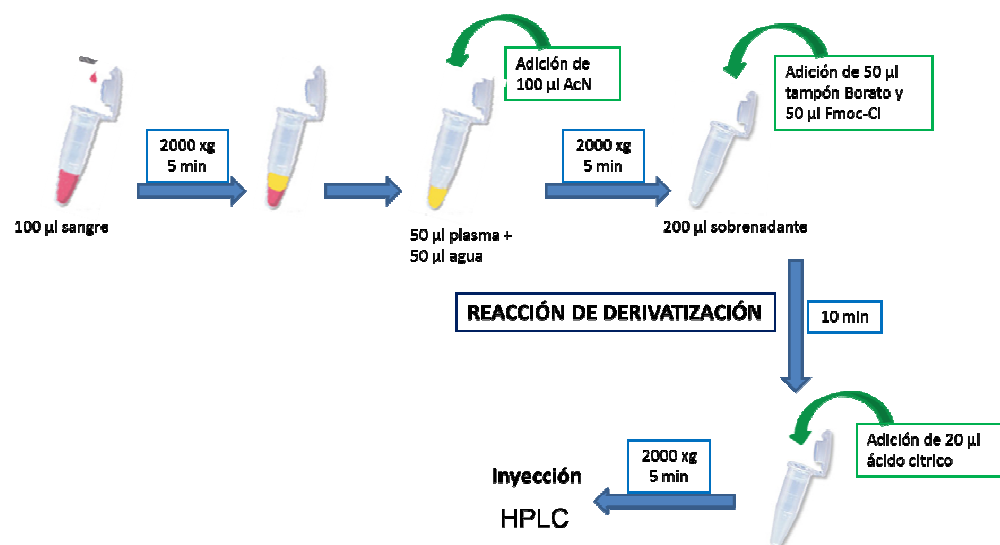 Adición de
100 µl AcN
Adición de 50 µl
tampón Borato y
50 µl Fmoc-Cl
2000 xg
5 min
2000 xg
5 min
100 µl sangre
50 µl plasma +
50 µl agua
200 µl sobrenadante
REACCIÓN DE DERIVATIZACIÓN
10 min
Adición de 20 µl
ácido cítrico
2000 xg
5 min
Inyección
HPLC